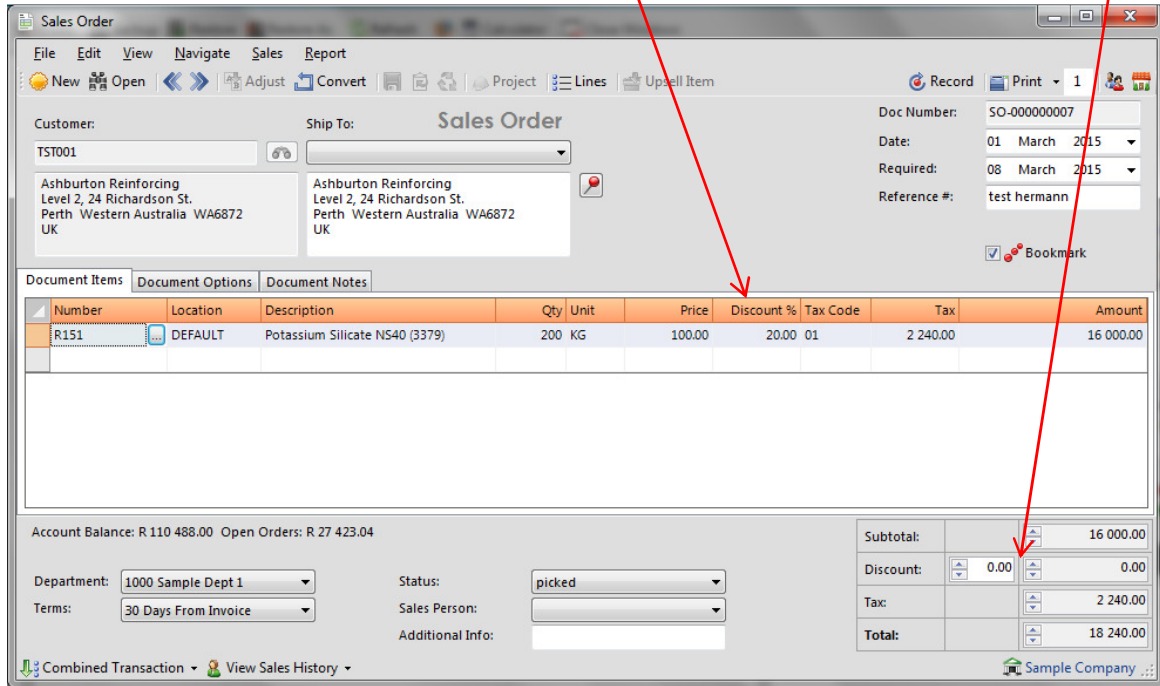 Sales Order
File Edit View Navigate Sales Report
New Open Adjust Convert Project Lines Upsell Item Record Print 1
Customer: Ship To: Sales Order Doc Number: SO-000000007
TST001 Date: 01 March 2015
Required: 08 March 2015
Ashburton Reinforcing Ashburton Reinforcing Reference #: test hermann
Level 2, 24 Richardson St. Level 2, 24 Richardson St.
Perth Western Australia WA6872 Perth Western Australia WA6872
UK UK
Bookmark
Document Items Document Options Document Notes
Number Location Description Qty Unit Price Discount % Tax Code Tax Amount
R151 ... DEFAULT Potassium Silicate NS40 (3379) 200 KG 100.00 20.00 01 2 240.00 16 000.00
Account Balance: R 110 488.00 Open Orders: R 27 423.04 Subtotal: 16 000.00
Discount: 0.00 0.00
Department: 1000 Sample Dept 1 Status: picked
Tax: 2 240.00
Terms: 30 Days From Invoice Sales Person:
Additional Info: Total: 18 240.00
Combined Transaction View Sales History Sample Company